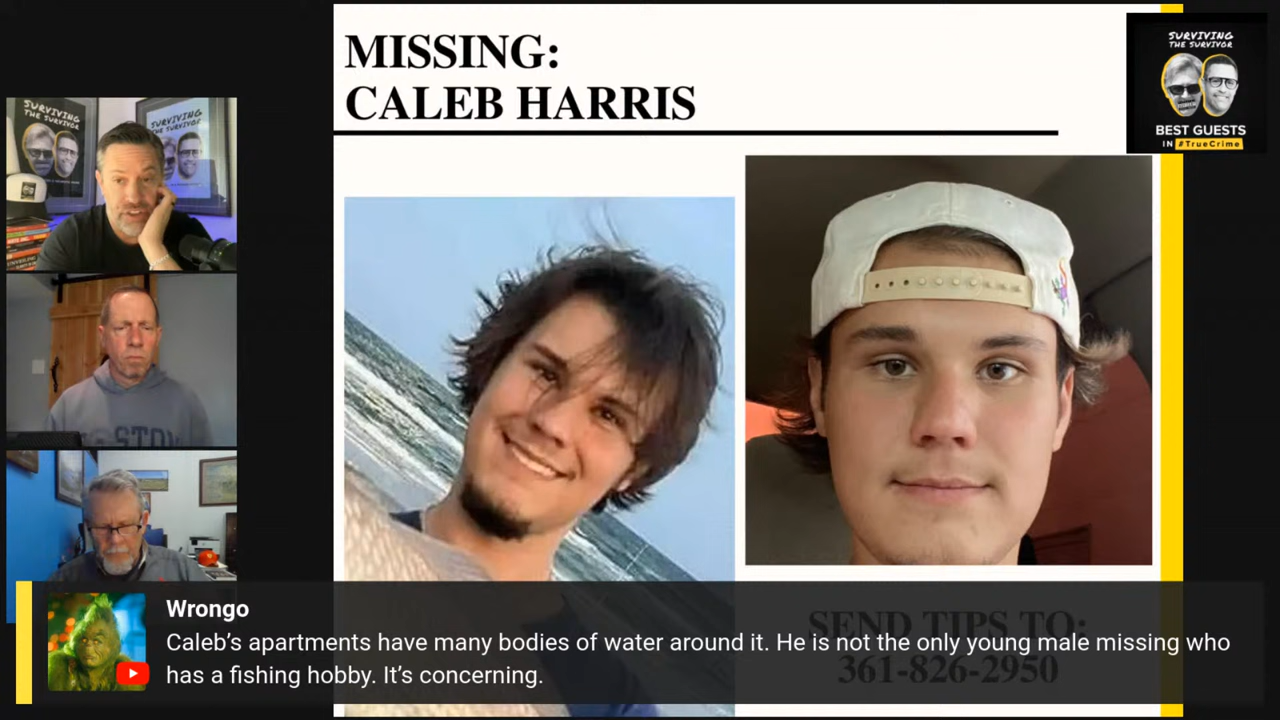 MISSING:
CALEB HARRIS
SURVIVING
THE SURVIVOR
BEST GUESTS
IN #TrueCrime
SURVIVING
THE SURVIVOR
SURVIVING
THE SURVIVOR
BOSTON
SEND TIPS TO:
361-826-2950
Wrongo
Caleb’s apartments have many bodies of water around it. He is not the only young male missing who
has a fishing hobby. It’s concerning.